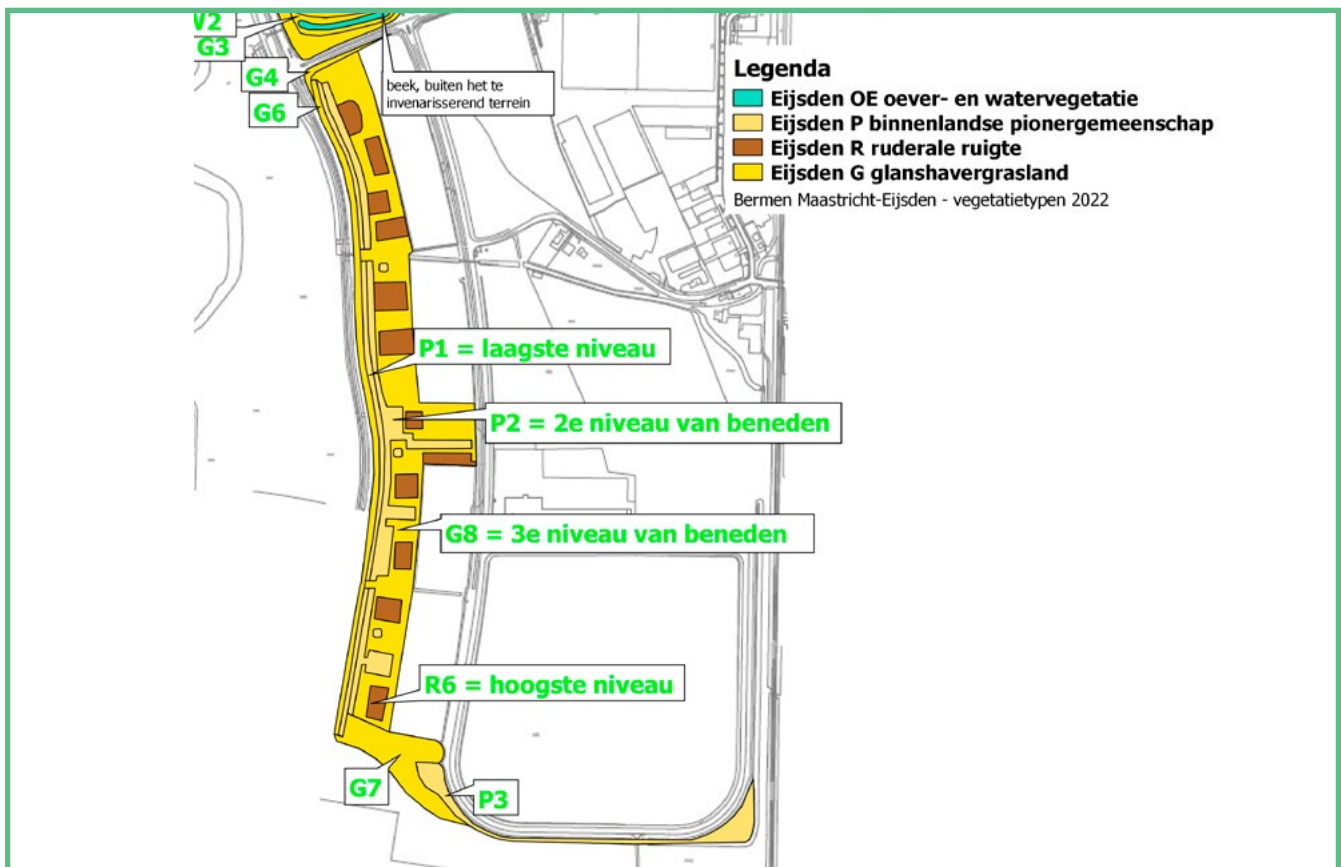 G3
G4
G6
beek, buiten het te
invenarisserend terrein
Legenda
Eijsden OE oever- en watervegetatie
Eijsden P binnenlandse pionergemeenschap
Eijsden R ruderale ruigte
Eijsden G glanshavergrasland
Bermen Maastricht-Eijsden - vegetatietypen 2022
P1 = laagste niveau
P2 = 2e niveau van beneden
G8 = 3e niveau van beneden
R6 = hoogste niveau
G7
P3